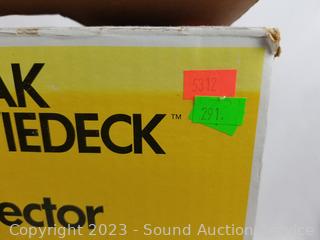 AK
5312
IEDECK™
291.
ector
Copyright 2023 - Sound Auction Service